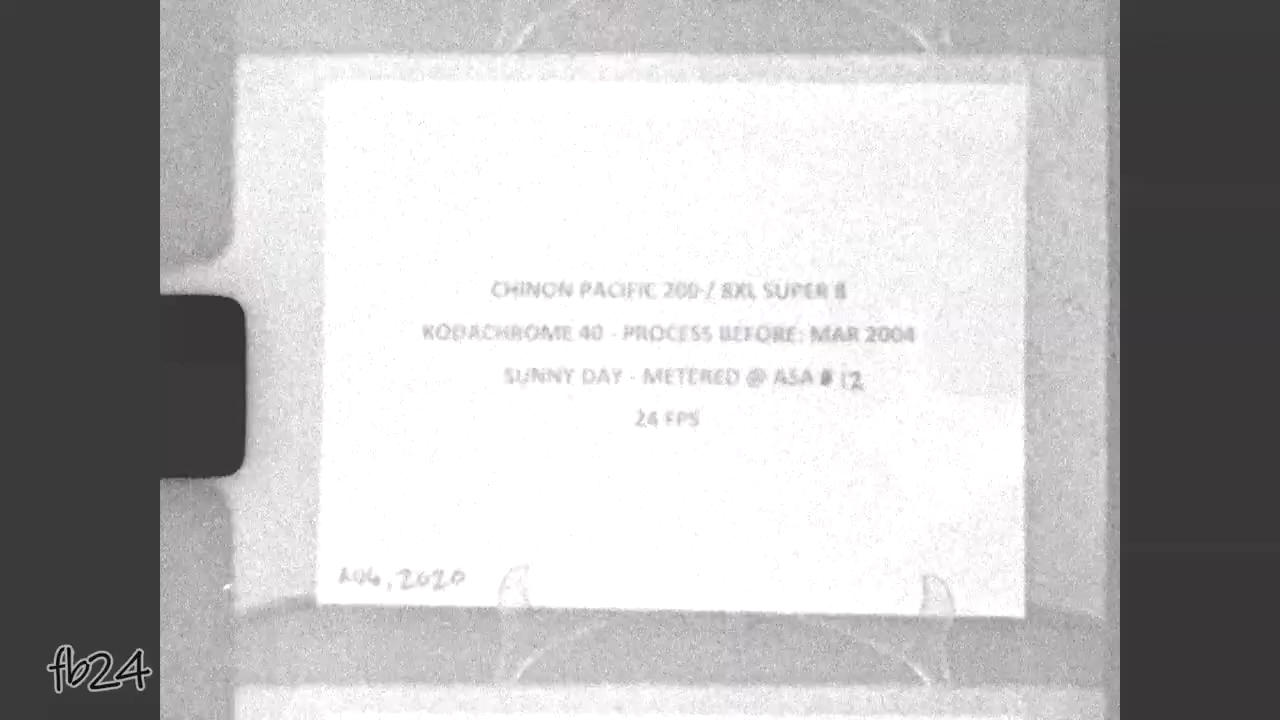 CHINON PACIFIC 200 / 8XL SUPER 8
KODACHROME 40 - PROCESS BEFORE: MAR 2004
SUNNY DAY - METERED @ ASA 12
24 FPS
AUG, 2020
fb24